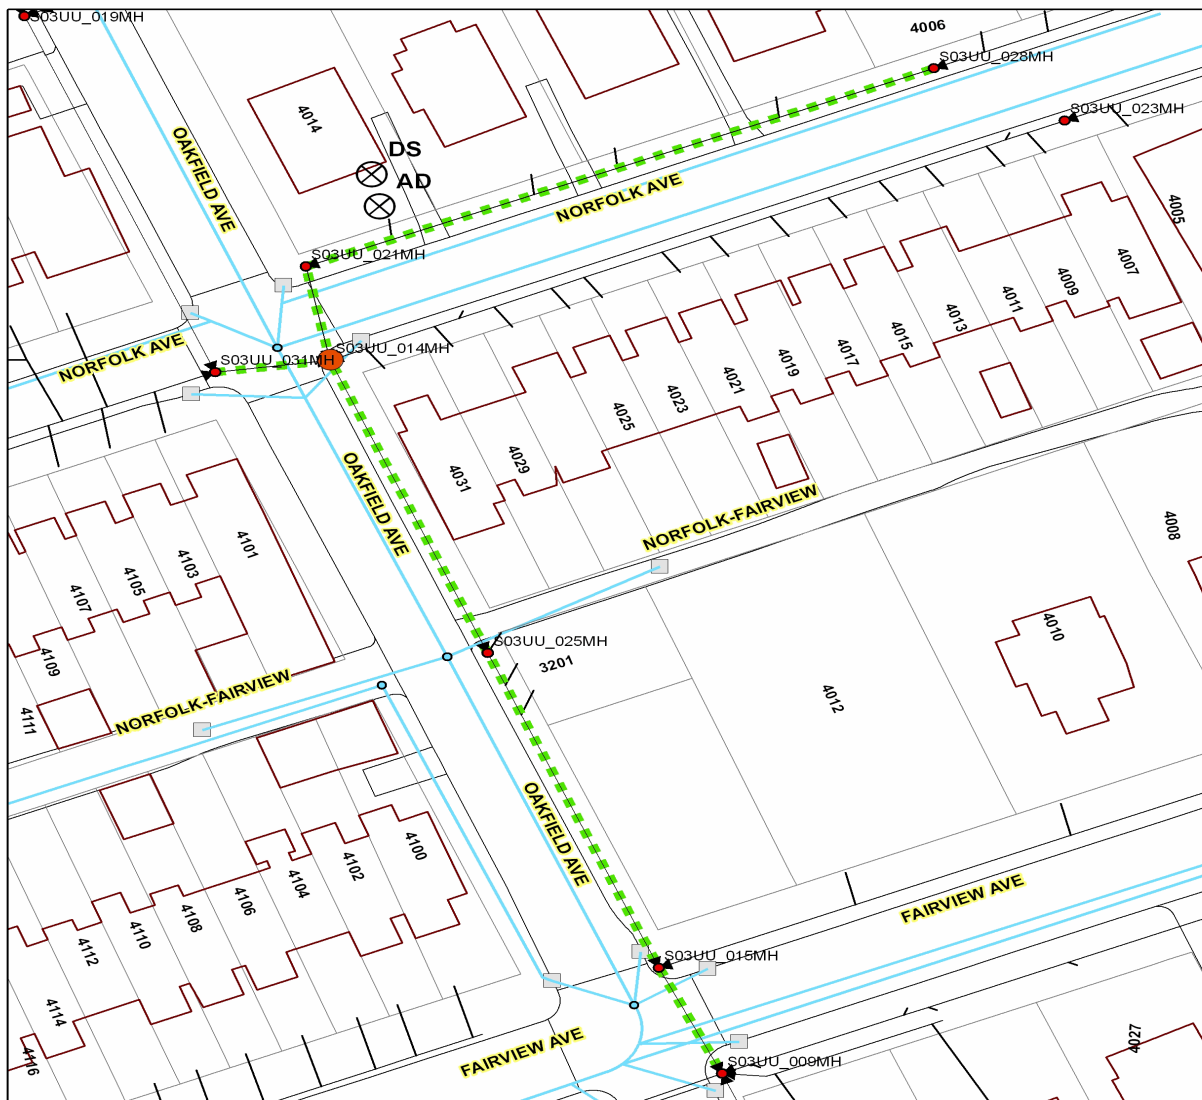 S03UU_019MH
4006
S03UU_028MH
S03UU_023MH
4014
OAKFIELD AVE
DS
AD
NORFOLK AVE
4005
S03UU_021MH
4007
4009
4011
4013
4015
4017
4019
4021
4023
4025
4029
4031
NORFOLK AVE
S03UU_031MH
S03UU_014MH
OAKFIELD AVE
NORFOLK-FAIRVIEW
4008
4101
4103
4105
4107
4109
4111
4010
S03UU_025MH
3201
4012
NORFOLK-FAIRVIEW
OAKFIELD AVE
4100
4102
4104
4106
4108
4110
4112
4114
4116
FAIRVIEW AVE
S03UU_015MH
FAIRVIEW AVE
4027
S03UU_009MH